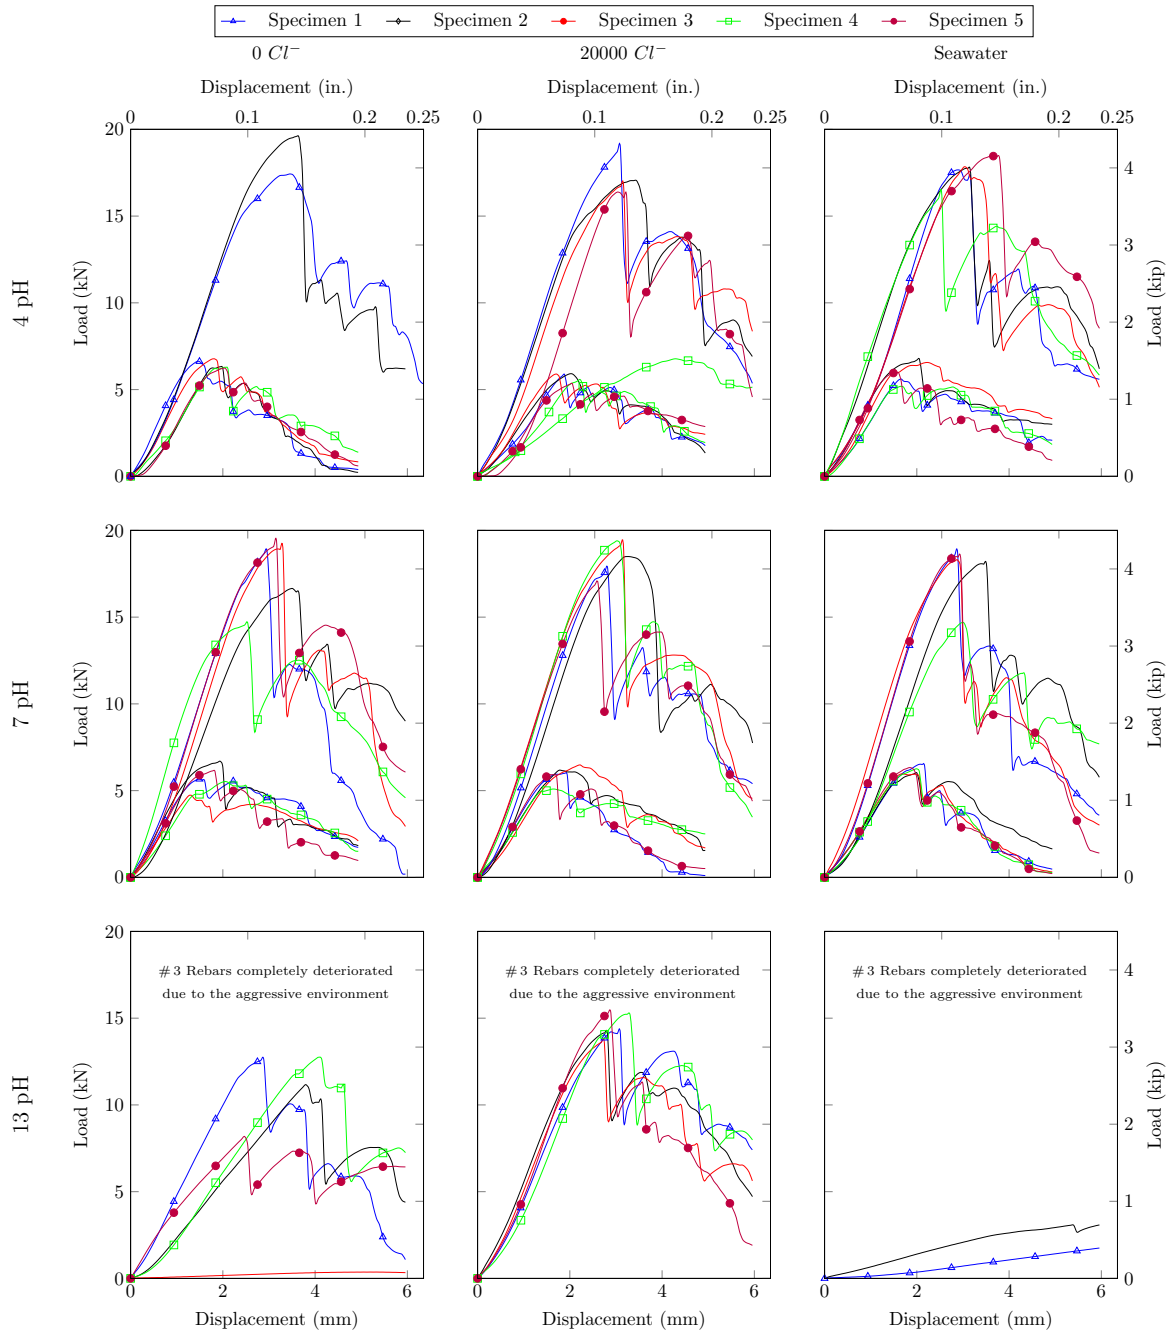 Specimen 1 Specimen 2 Specimen 3 Specimen 4 Specimen 5
0 Cl⁻ 20000 Cl⁻ Seawater
Displacement (in.) Displacement (in.) Displacement (in.)
0 0.1 0.2 0.25 0 0.1 0.2 0.25 0 0.1 0.2 0.25
4 pH
Load (kN)
20
15
10
5
0
4
3
2
1
0
Load (kip)
7 pH
Load (kN)
20
15
10
5
0
4
3
2
1
0
Load (kip)
13 pH
Load (kN)
20
15
10
5
0
#3 Rebars completely deteriorated
due to the aggressive environment
#3 Rebars completely deteriorated
due to the aggressive environment
#3 Rebars completely deteriorated
due to the aggressive environment
4
3
2
1
0
Load (kip)
0 2 4 6 0 2 4 6 0 2 4 6
Displacement (mm) Displacement (mm) Displacement (mm)